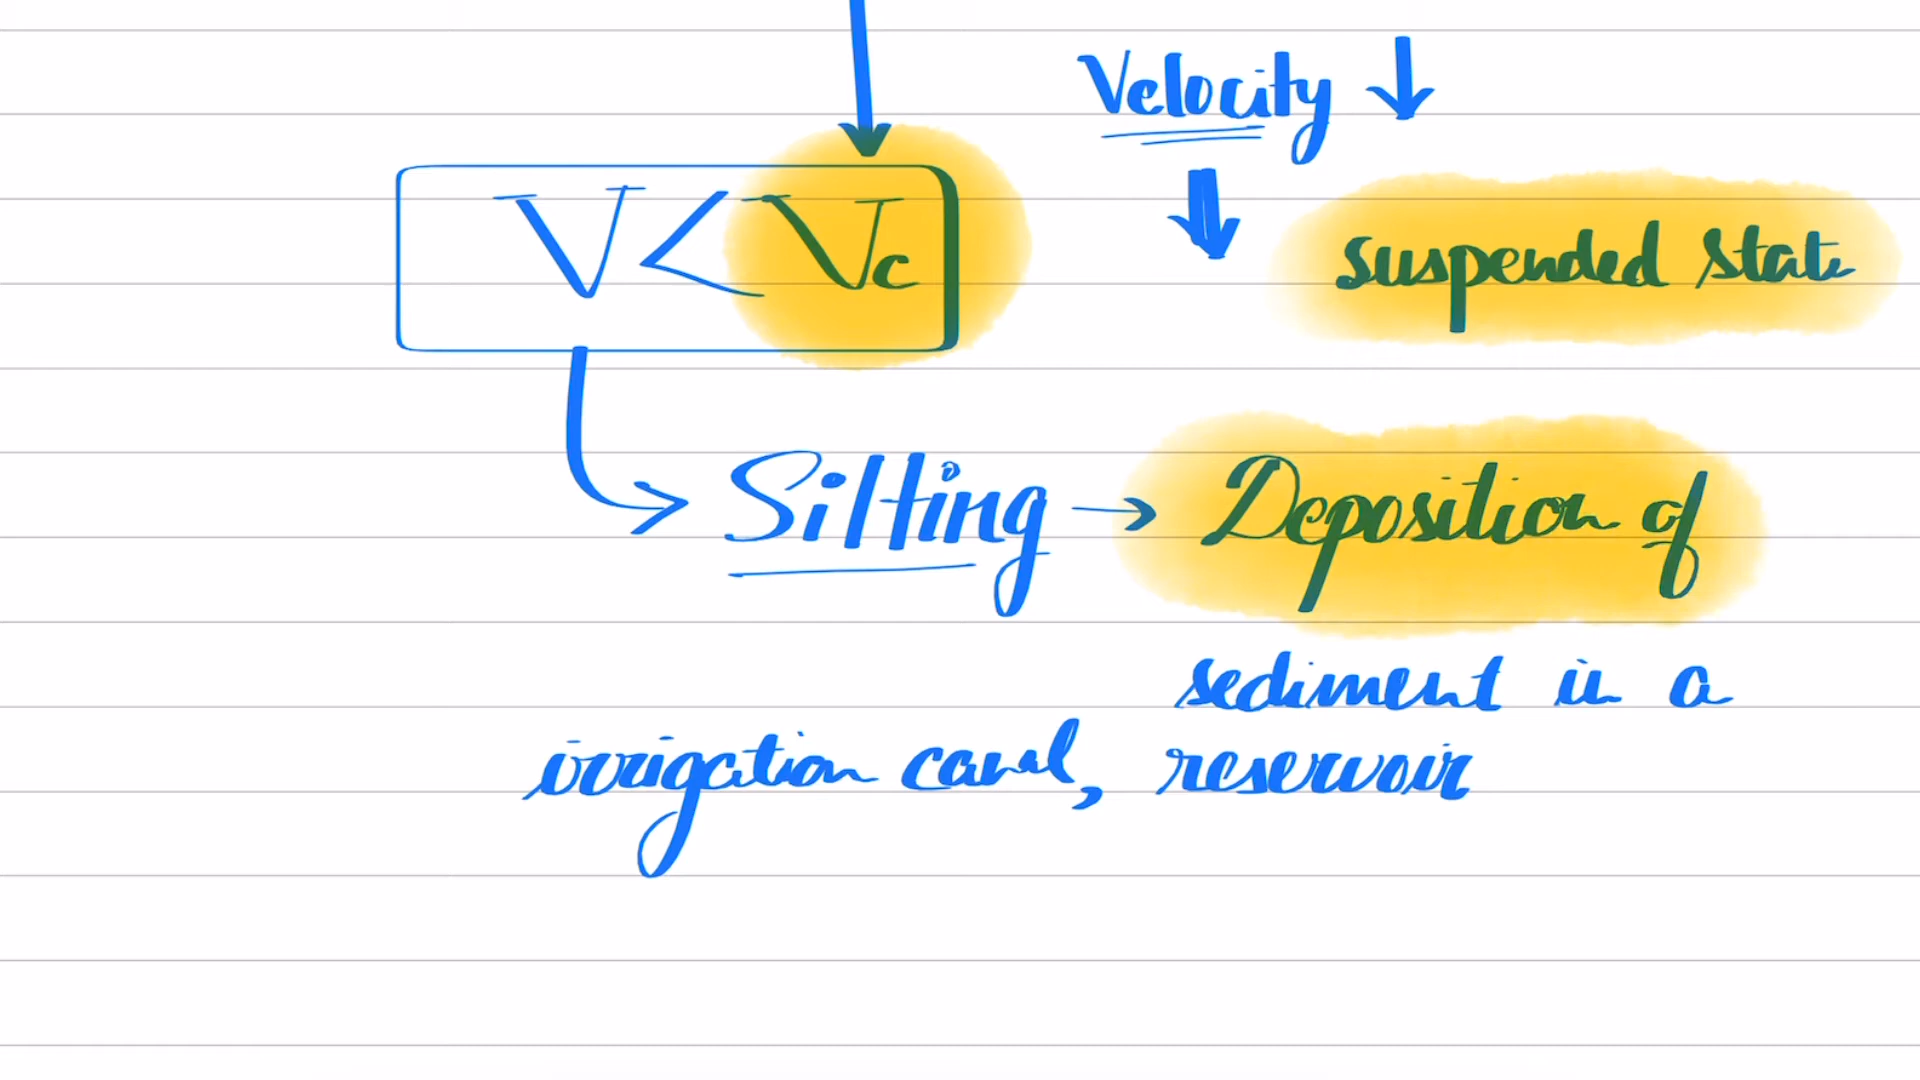 Velocity ↓
V < Vc
↓ suspended state
Silting → Deposition of
sediment in a
irrigation canal, reservoir